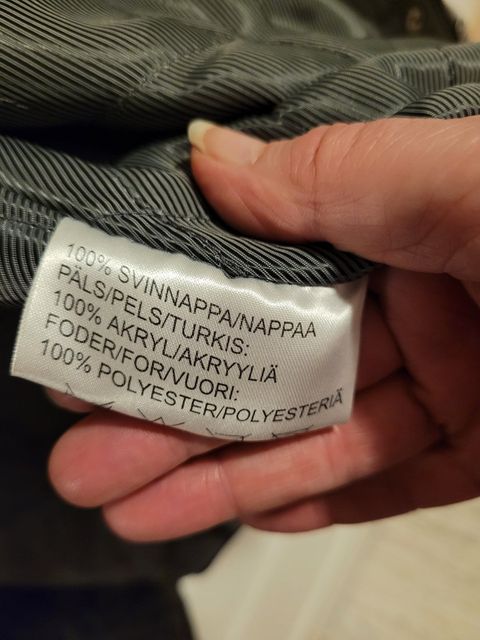 100% SVINNAPPA/NAPPAA
PÄLS/PELS/TURKIS:
100% AKRYL/AKRYYLIÄ
FODER/FOR/VUORI:
100% POLYESTER/POLYESTERIÄ